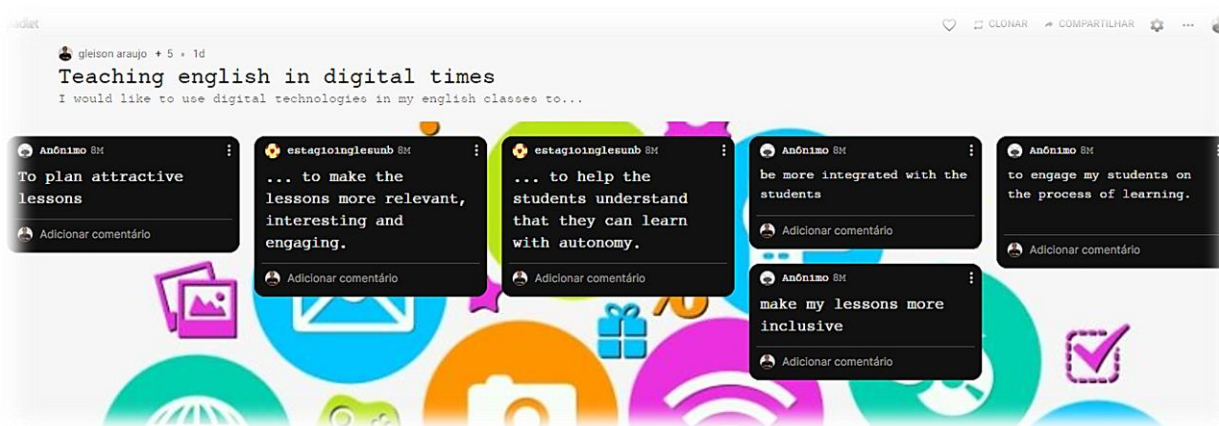 CLONAR COMPARTILHAR ...
gleison araujo + 5 • 1d
Teaching english in digital times
I would like to use digital technologies in my english classes to...
Anônimo 8M
To plan attractive
lessons
Adicionar comentário
estagioinglesunb 8M
... to make the
lessons more relevant,
interesting and
engaging.
Adicionar comentário
estagioinglesunb 8M
... to help the
students understand
that they can learn
with autonomy.
Adicionar comentário
Anônimo 8M
be more integrated with the
students
Adicionar comentário
Anônimo 8M
make my lessons more
inclusive
Adicionar comentário
Anônimo 8M
to engage my students on
the process of learning.
Adicionar comentário
%